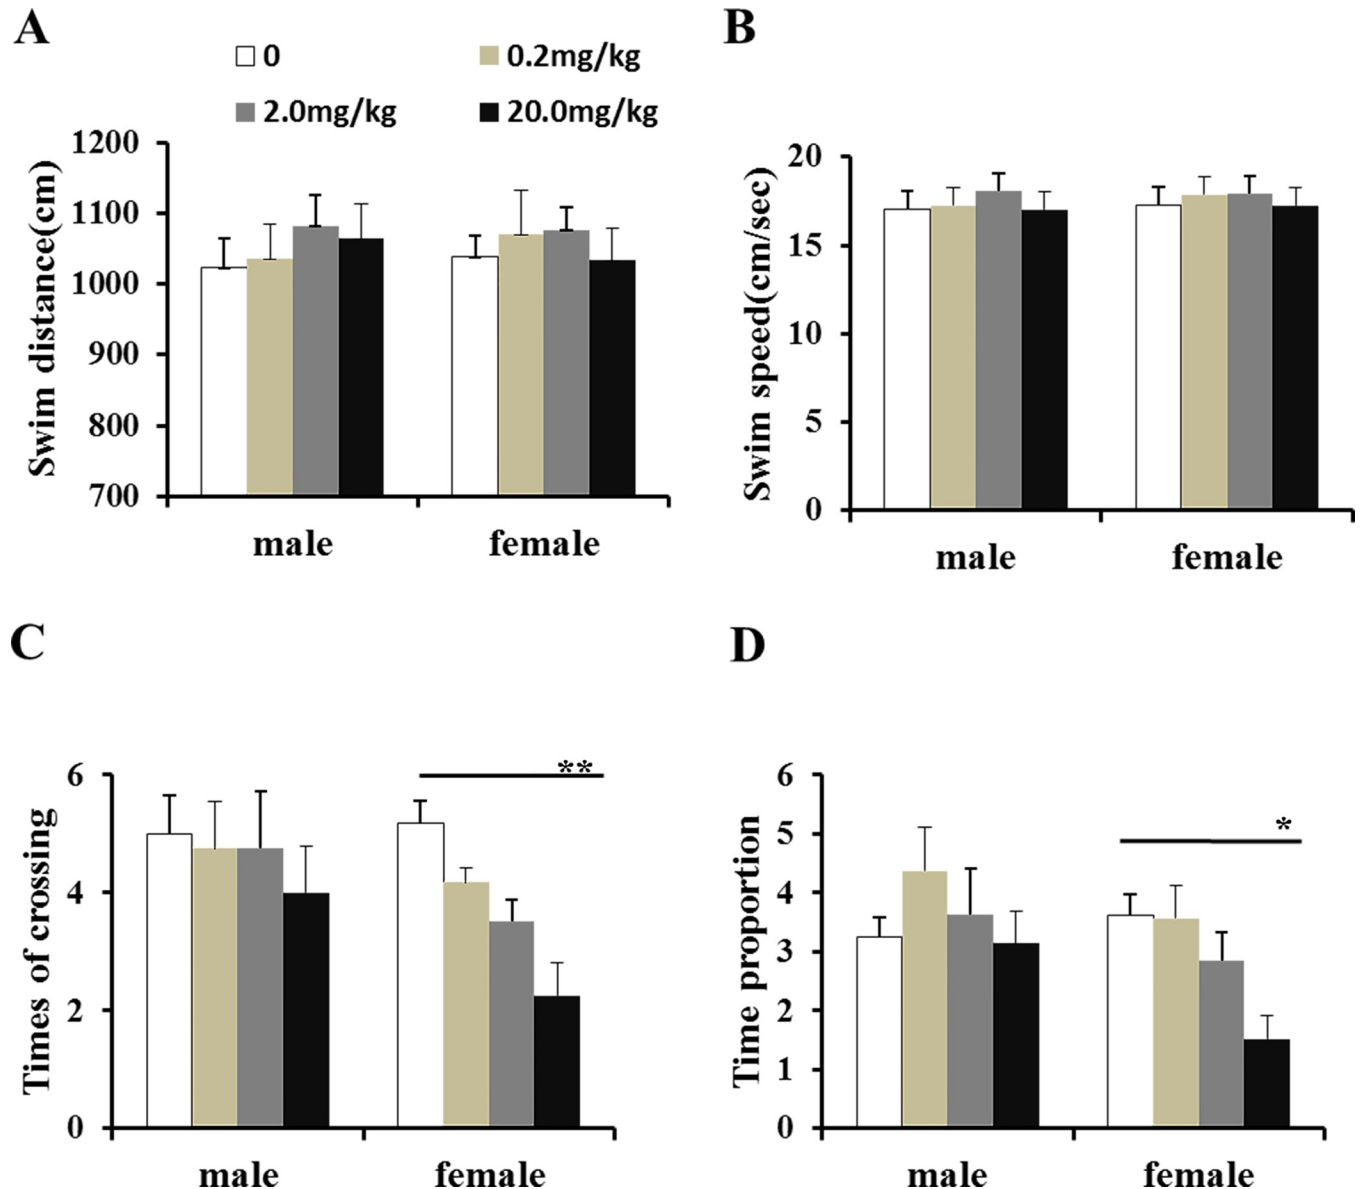 A
0
0.2mg/kg
2.0mg/kg
20.0mg/kg
Swim distance(cm)
1200
1100
1000
900
800
700
male
female
B
Swim speed(cm/sec)
20
15
10
5
0
male
female
C
Times of crossing
6
4
2
0
**
male
female
D
Time proportion
6
5
4
3
2
1
0
*
male
female